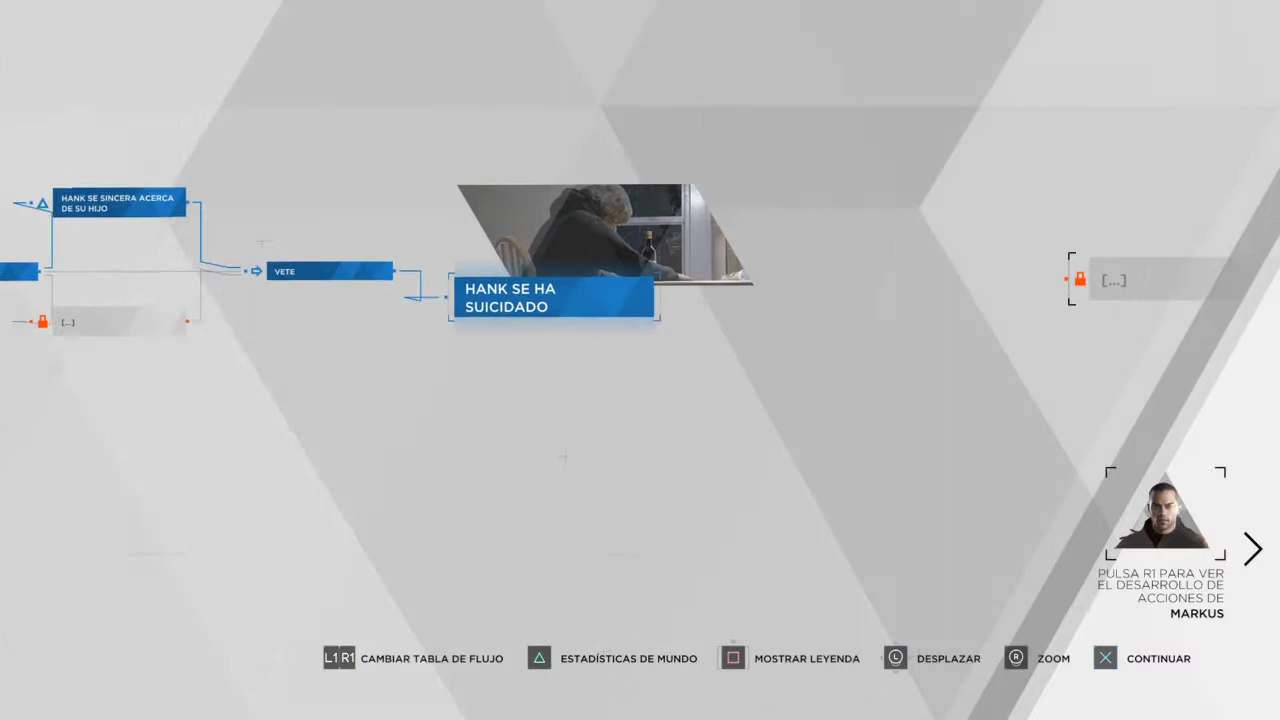 HANK SE SINCERA ACERCA
DE SU HIJO
VETE
HANK SE HA
SUICIDADO
[...]
[...]
PULSA R1 PARA VER
EL DESARROLLO DE
ACCIONES DE
MARKUS
L1 R1 CAMBIAR TABLA DE FLUJO
ESTADÍSTICAS DE MUNDO
MOSTRAR LEYENDA
L DESPLAZAR
R ZOOM
CONTINUAR